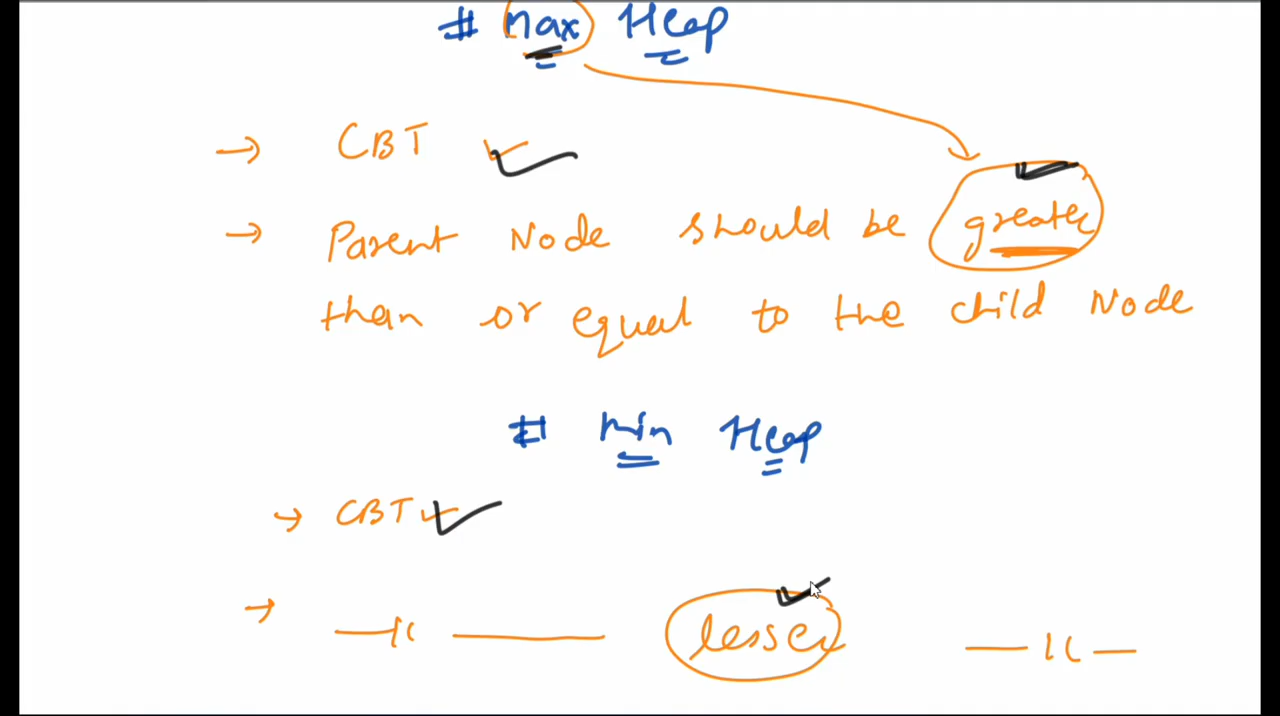 # Max Heap
→ CBT ✓
→ Parent Node should be greater
than or equal to the child Node
# Min Heap
→ CBT ✓
→ —〃— lesser —〃—